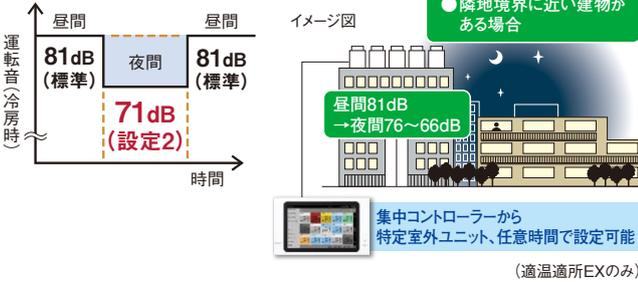 運転音(冷房時)
昼間
81dB
(標準)
夜間
71dB
(設定2)
昼間
81dB
(標準)
時間
イメージ図
●隣地境界に近い建物が
ある場合
昼間81dB
→夜間76～66dB
集中コントローラーから
特定室外ユニット、任意時間で設定可能
(適温適所EXのみ)